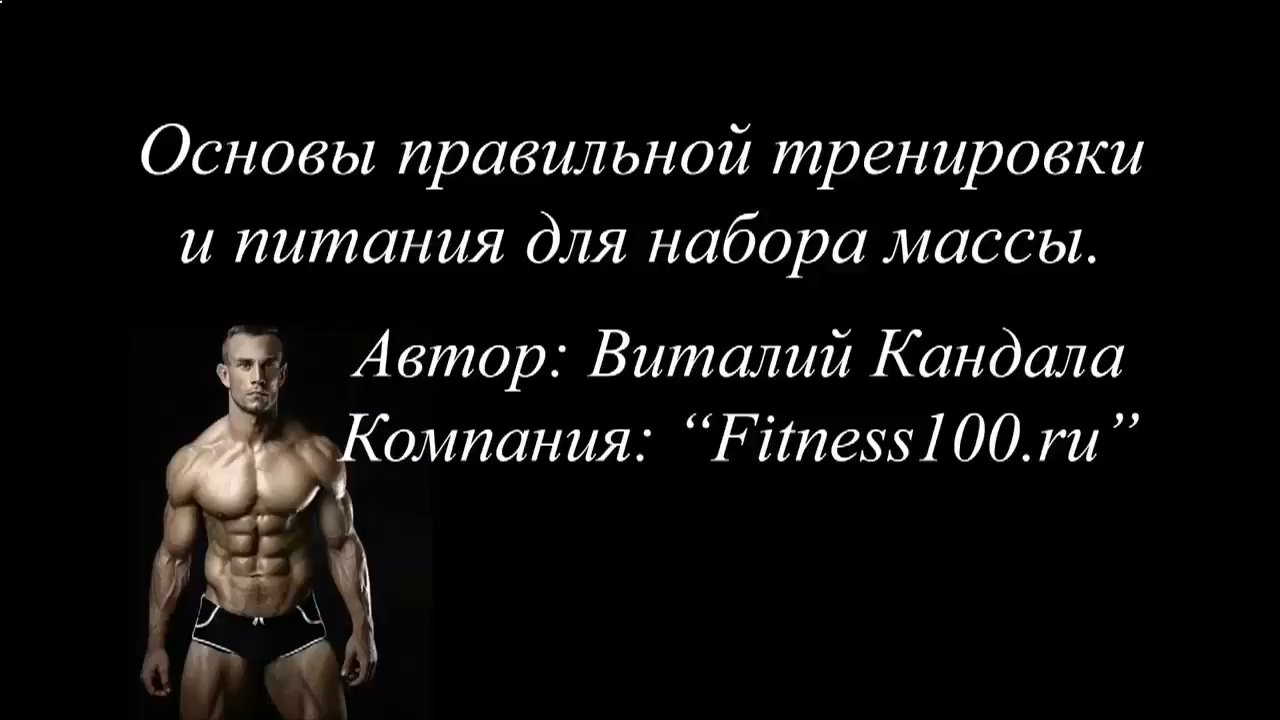 Основы правильной тренировки
и питания для набора массы.
Автор: Виталий Кандала
Компания: “Fitness100.ru”